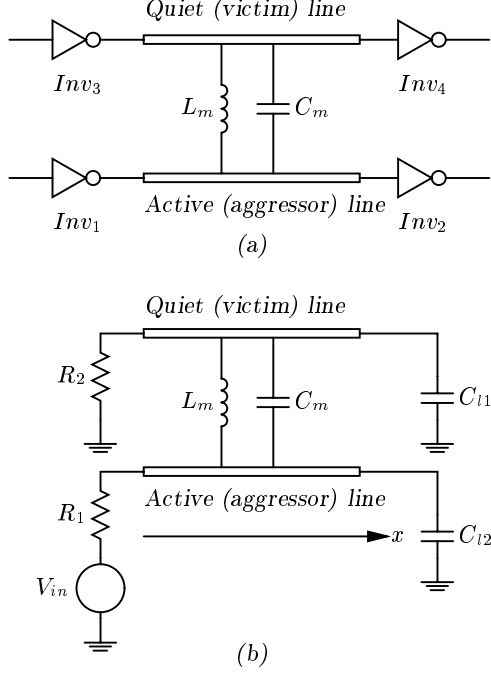 Quiet (victim) line
Inv3
Inv4
Lm
Cm
Inv1
Active (aggressor) line
Inv2
(a)
Quiet (victim) line
R2
Lm
Cm
Cl1
R1
Active (aggressor) line
x
Cl2
Vin
(b)